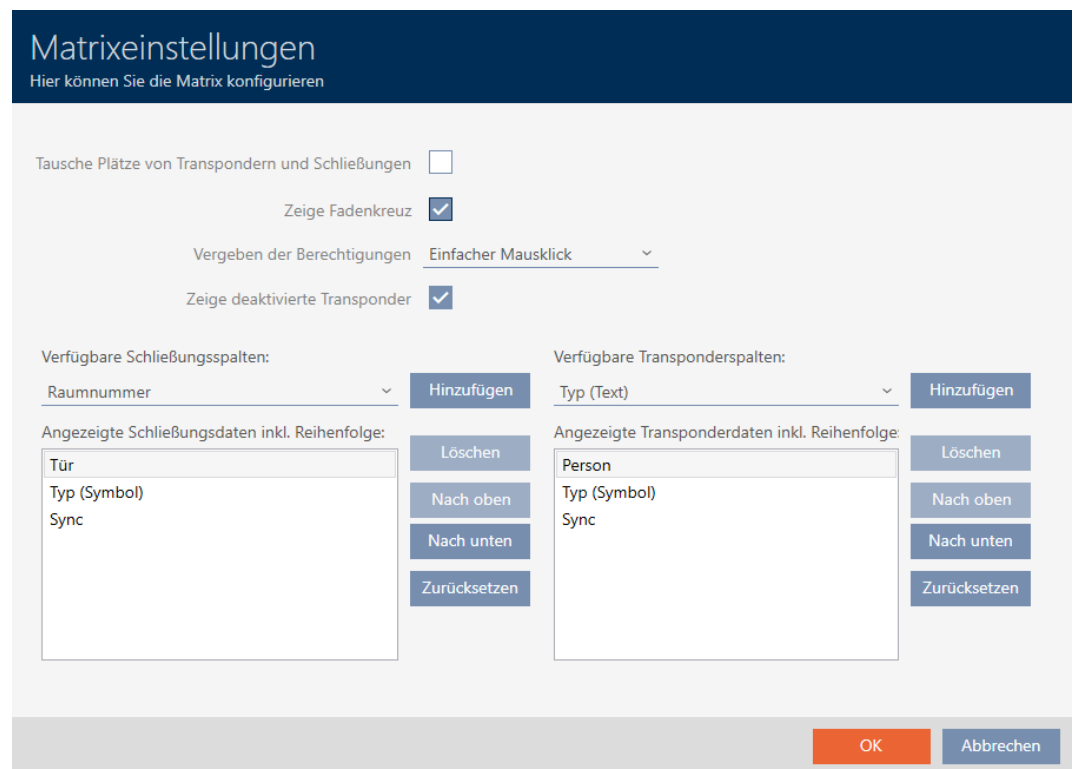 Matrixeinstellungen
Hier können Sie die Matrix konfigurieren
Tausche Plätze von Transpondern und Schließungen
Zeige Fadenkreuz
Vergeben der Berechtigungen Einfacher Mausklick
Zeige deaktivierte Transponder
Verfügbare Schließungsspalten:
Raumnummer
Hinzufügen
Angezeigte Schließungsdaten inkl. Reihenfolge:
Tür
Typ (Symbol)
Sync
Löschen
Nach oben
Nach unten
Zurücksetzen
Verfügbare Transponderspalten:
Typ (Text)
Hinzufügen
Angezeigte Transponderdaten inkl. Reihenfolge:
Person
Typ (Symbol)
Sync
Löschen
Nach oben
Nach unten
Zurücksetzen
OK
Abbrechen